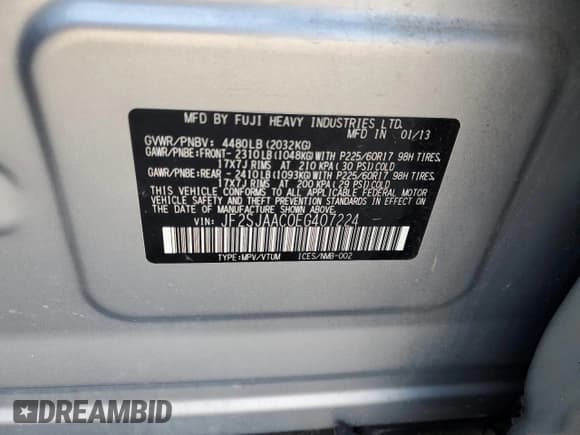 MFD BY FUJI HEAVY INDUSTRIES LTD.
MFD IN JAPAN 01/13
GVWR/PNBV: 4480LB (2032KG)
GAWR/PNBE:FRONT- 2310LB (1048KG) WITH P225/60R17 98H TIRES,
17X7J RIMS AT 210 KPA (30 PSI) COLD
GAWR/PNBE:REAR - 2410LB (1093KG) WITH P225/60R17 98H TIRES,
17X7J RIMS AT 200 KPA (29 PSI) COLD
THIS VEHICLE CONFORMS TO ALL APPLICABLE FEDERAL MOTOR
VEHICLE SAFETY STANDARDS IN EFFECT ON THE DATE OF
MANUFACTURE SHOWN ABOVE.
VIN: JF2SJAAC0EG407224
TYPE:MPV/VTUM ICES/NMB-002
DREAMBID